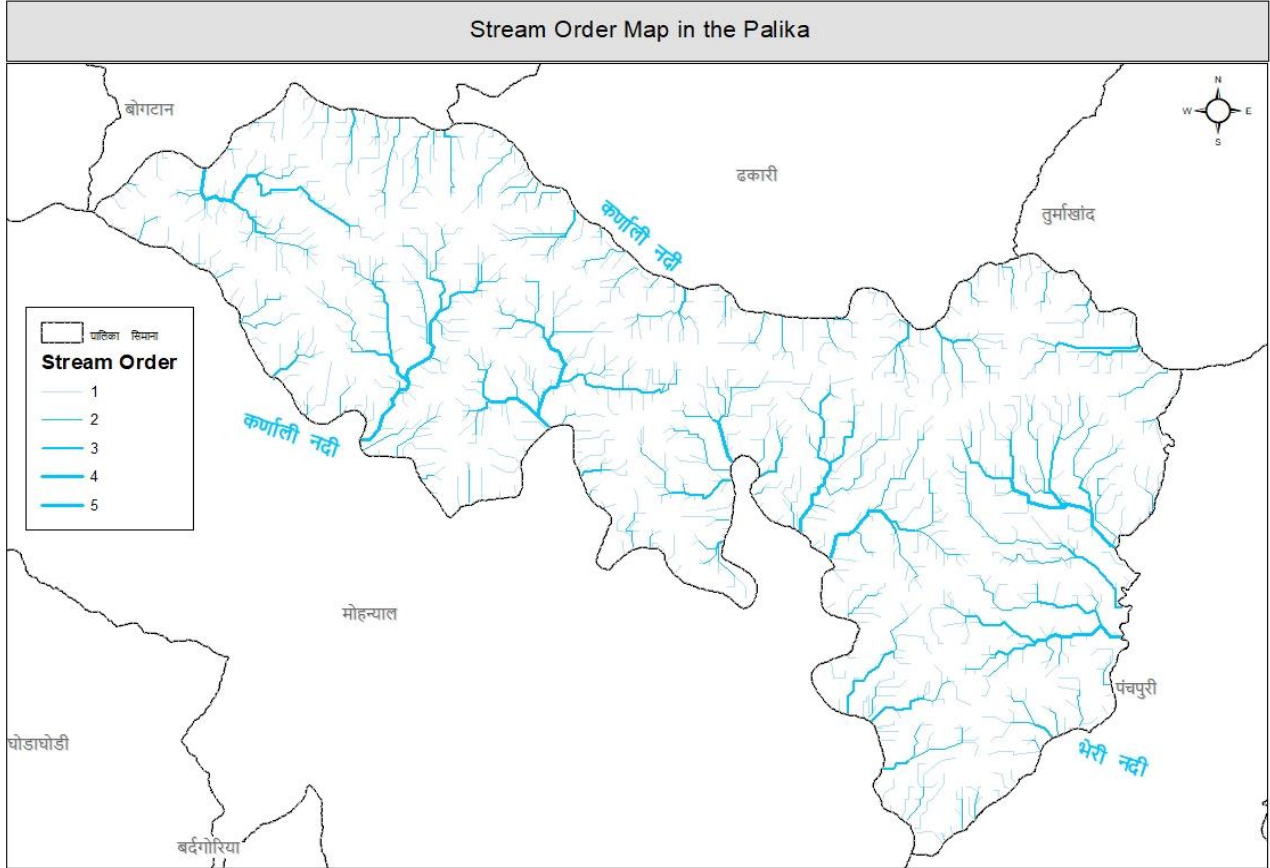 Stream Order Map in the Palika
बोगटान
N
W E
S
ढकारी
तुर्माखांद
कर्णाली नदी
पालिका सिमाना
Stream Order
1
2
3
4
5
कर्णाली नदी
मोहन्याल
पंचपुरी
घोडाघोडी
भेरी नदी
बर्दगोरिया